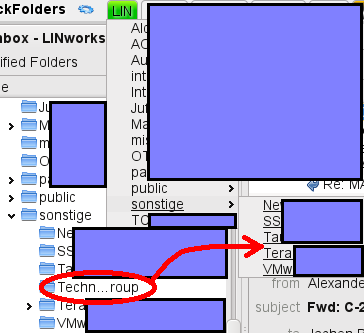 ckFolders
LIN
nbox - LINworks
ified Folders
e
AC
Au
int
Int
Ju
Ma
mis
OT
pa
public
sonstige
TC
Ju
M
mi
O
pa
public
sonstige
Ne
SS
Ta
Techn...roup
Tera
VMw
Re: MA
Ne
SS
Ta
Tera
VMw
from Alexande
subject Fwd: C-2